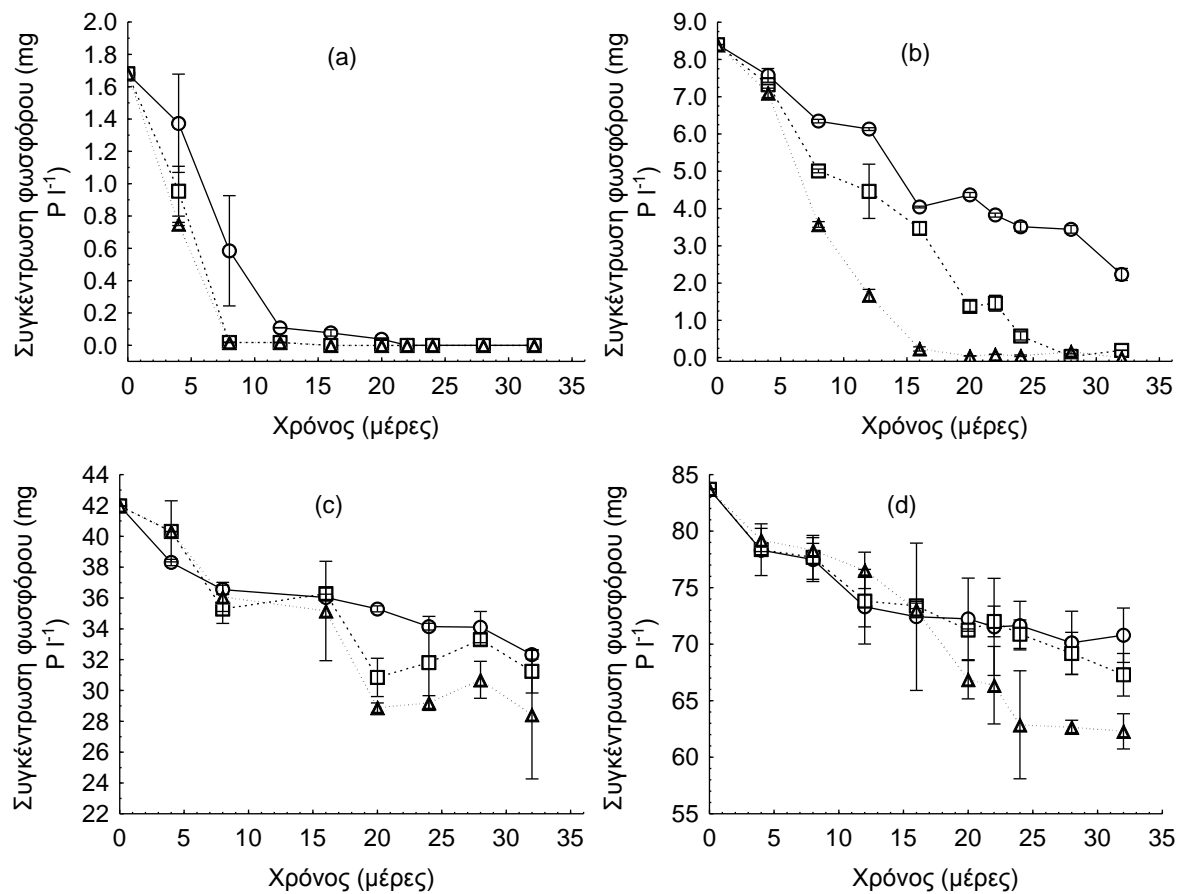 Συγκέντρωση φωσφόρου (mg
P l-1)
2.0
1.8
1.6
1.4
1.2
1.0
0.8
0.6
0.4
0.2
0.0
(a)
0 5 10 15 20 25 30 35
Χρόνος (μέρες)
Συγκέντρωση φωσφόρου (mg
P l-1)
9.0
8.0
7.0
6.0
5.0
4.0
3.0
2.0
1.0
0.0
(b)
0 5 10 15 20 25 30 35
Χρόνος (μέρες)
Συγκέντρωση φωσφόρου (mg
P l-1)
44
42
40
38
36
34
32
30
28
26
24
22
(c)
0 5 10 15 20 25 30 35
Χρόνος (μέρες)
Συγκέντρωση φωσφόρου (mg
P l-1)
85
80
75
70
65
60
55
(d)
0 5 10 15 20 25 30 35
Χρόνος (μέρες)